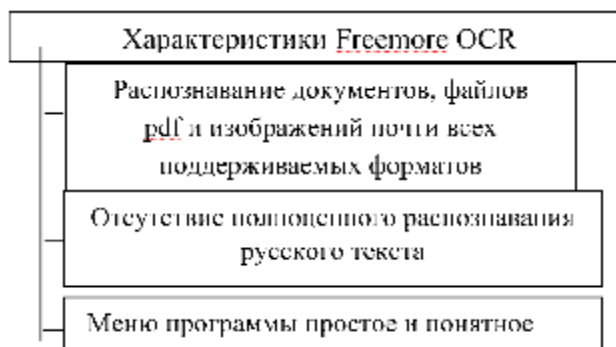 Характеристики Freemore OCR
Распознавание документов, файлов
pdf и изображений почти всех
поддерживаемых форматов
Отсутствие полноценного распознавания
русского текста
Меню программы простое и понятное